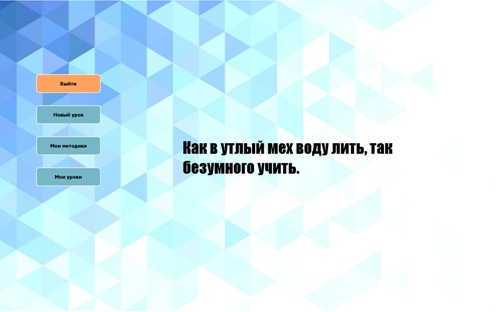 Выйти
Новый урок
Мои методики
Мои уроки
Как в утлый мех воду лить, так
безумного учить.